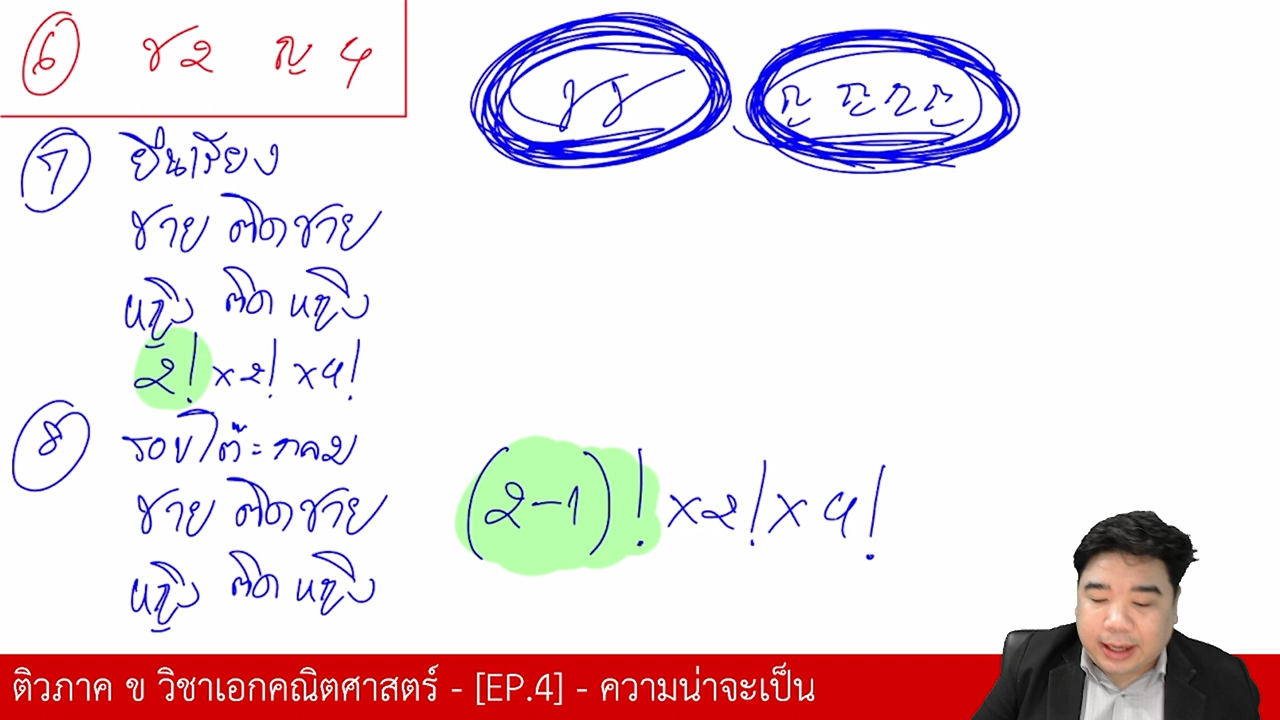 6 ช 2 ญ 4
ช ช
ญ ญ ญ ญ
7 ยืนเรียง
ชาย ติด ชาย
หญิง ติด หญิง
2! × 2! × 4!
8 รอบโต๊ะกลม
ชาย ติด ชาย
(2-1)! × 2! × 4!
หญิง ติด หญิง
ติวภาค ข วิชาเอกคณิตศาสตร์ - [EP.4] - ความน่าจะเป็น